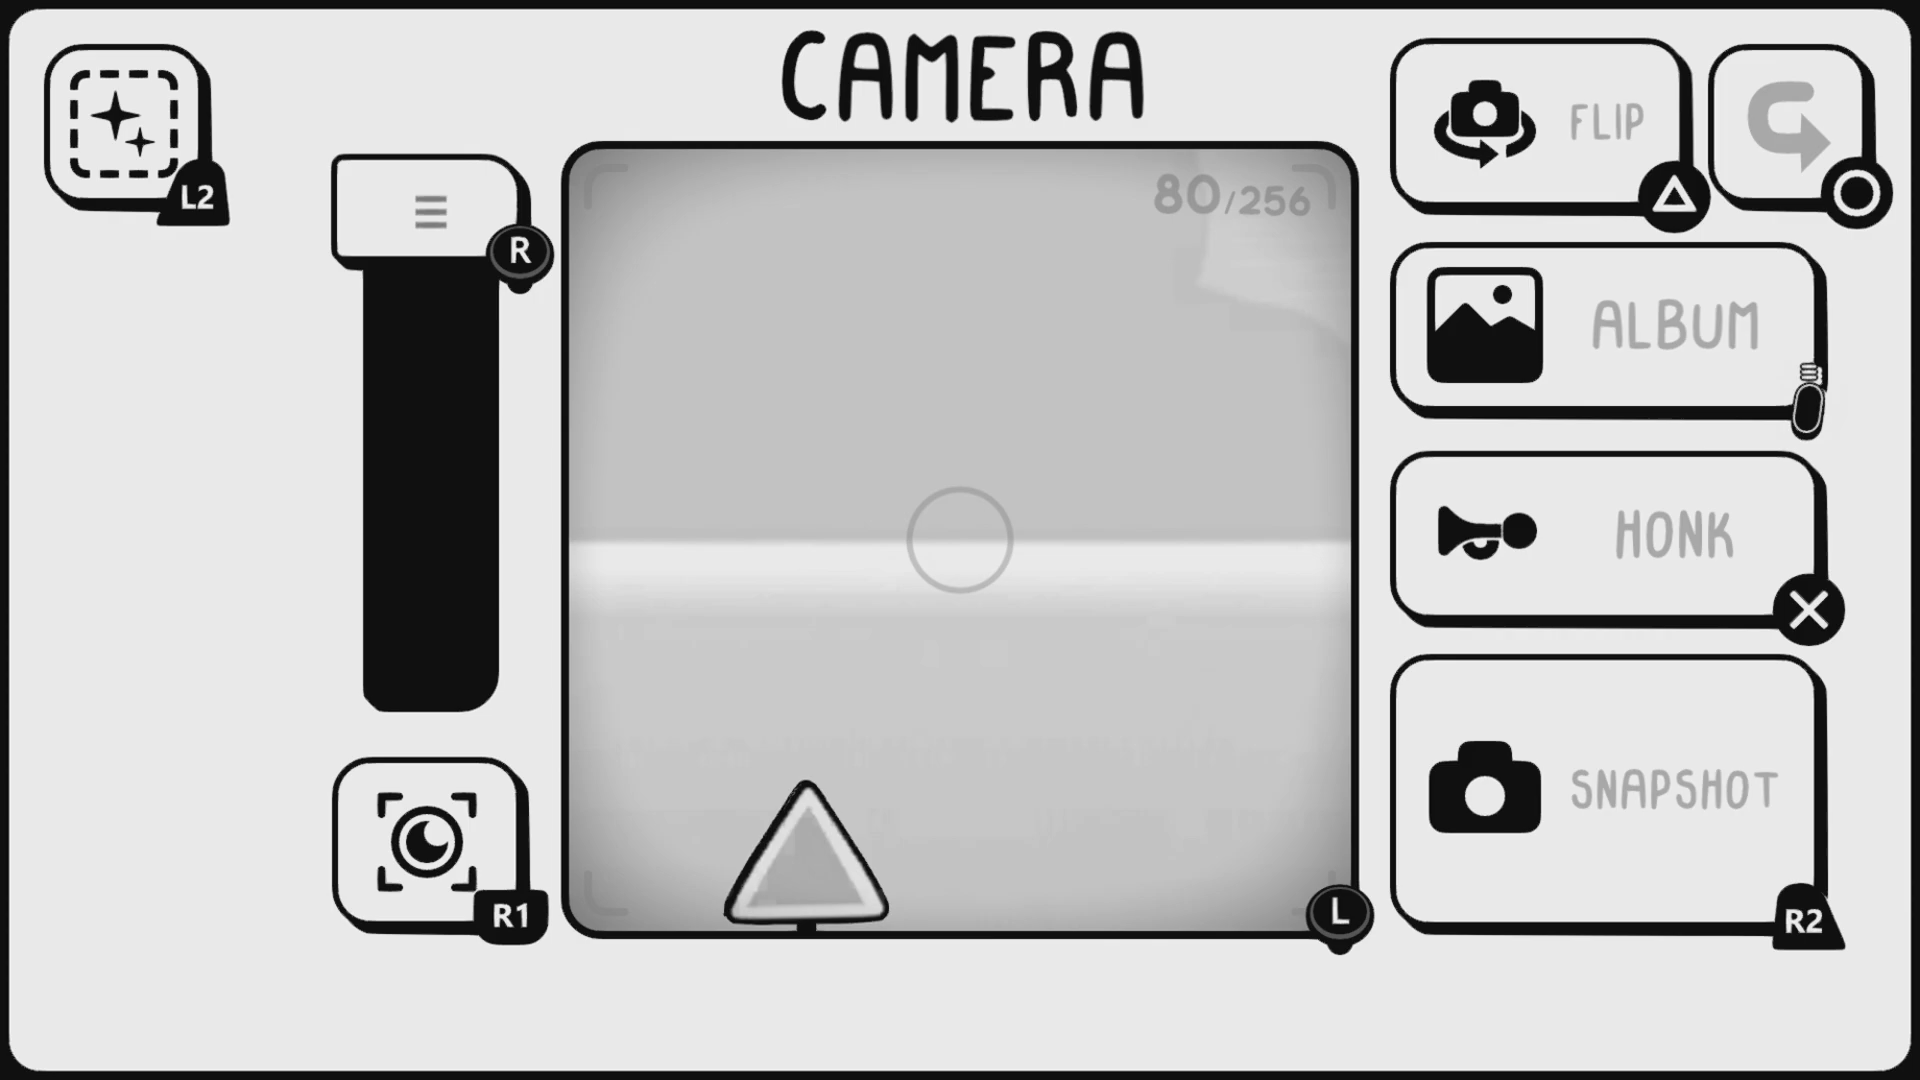 CAMERA
L2
FLIP
80/256
R
ALBUM
HONK
SNAPSHOT
R1
L
R2